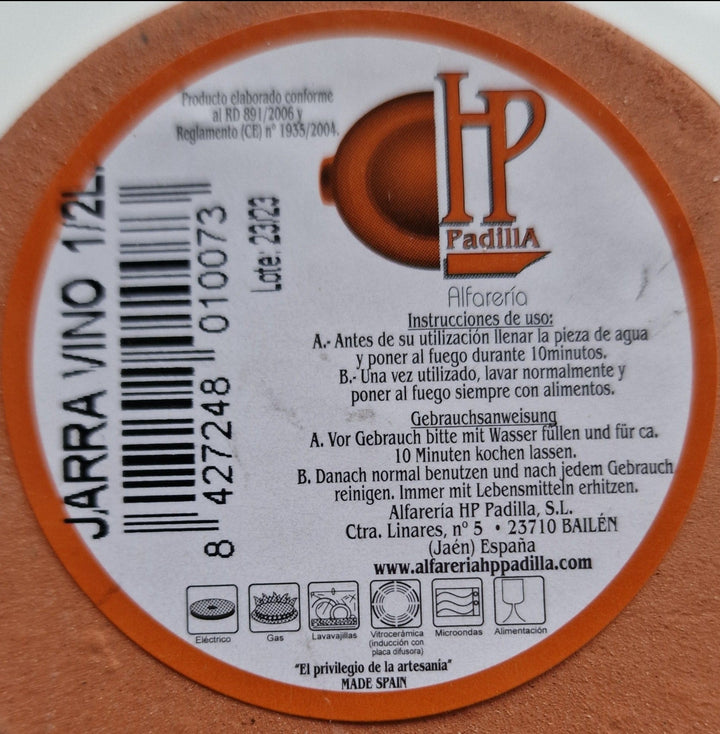 Producto elaborado conforme
al RD 891/2006 y
Reglamento (CE) nº 1935/2004.
JARRA VINO 1/2L.
8 427248 010073
Lote: 23/23
HP
PadillA
Alfarería
Instrucciones de uso:
A.- Antes de su utilización llenar la pieza de agua
y poner al fuego durante 10minutos.
B.- Una vez utilizado, lavar normalmente y
poner al fuego siempre con alimentos.
Gebrauchsanweisung
A. Vor Gebrauch bitte mit Wasser füllen und für ca.
10 Minuten kochen lassen.
B. Danach normal benutzen und nach jedem Gebrauch
reinigen. Immer mit Lebensmitteln erhitzen.
Alfarería HP Padilla, S.L.
Ctra. Linares, nº 5 • 23710 BAILÉN
(Jaén) España
www.alfareriahppadilla.com
Eléctrico
Gas
Lavavajillas
Vitrocerámica
(inducción con
placa difusora)
Microondas
Alimentación
"El privilegio de la artesanía"
MADE SPAIN